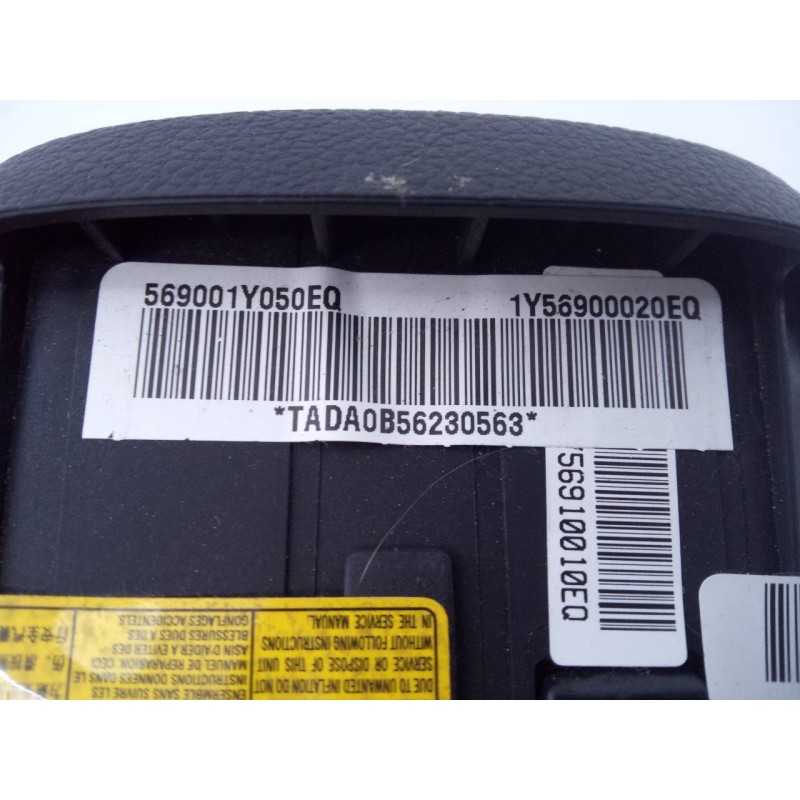 569001Y050EQ
1Y56900020EQ
*TADA0B56230563*
Y56910010EQ
DUE TO UNWANTED INFLATION DO NOT
SERVICE OR DISPOSE OF THIS UNIT
WITHOUT FOLLOWING INSTRUCTIONS
IN THE SERVICE MANUAL
ENSEMBLE SANS SUIVRE LES
INSTRUCTIONS DONNEES DANS LE
MANUEL DE REPARATION CECI
ASIN D'AIDER A EVITER DES
BLESSURES DUES A DES
GONFLAGES ACCIDENTELS